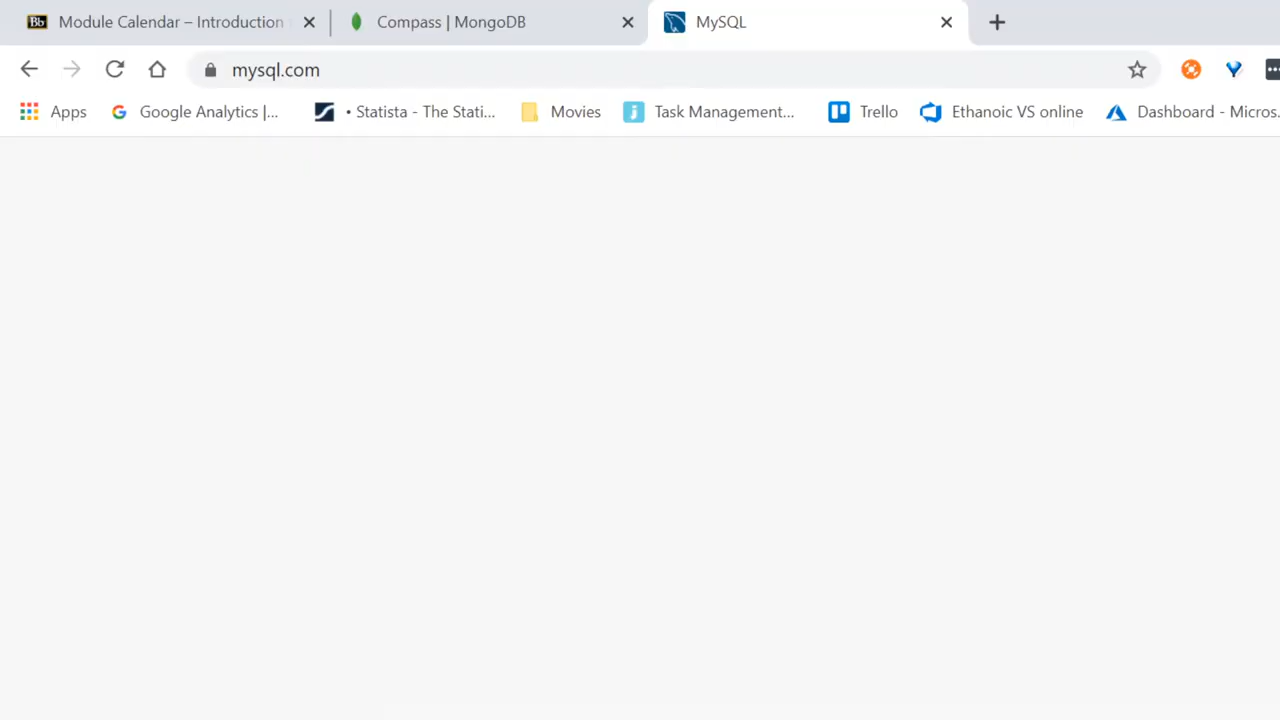 Module Calendar – Introduction
Compass | MongoDB
MySQL
mysql.com
Apps
Google Analytics |...
• Statista - The Stati...
Movies
Task Management...
Trello
Ethanoic VS online
Dashboard - Micros.